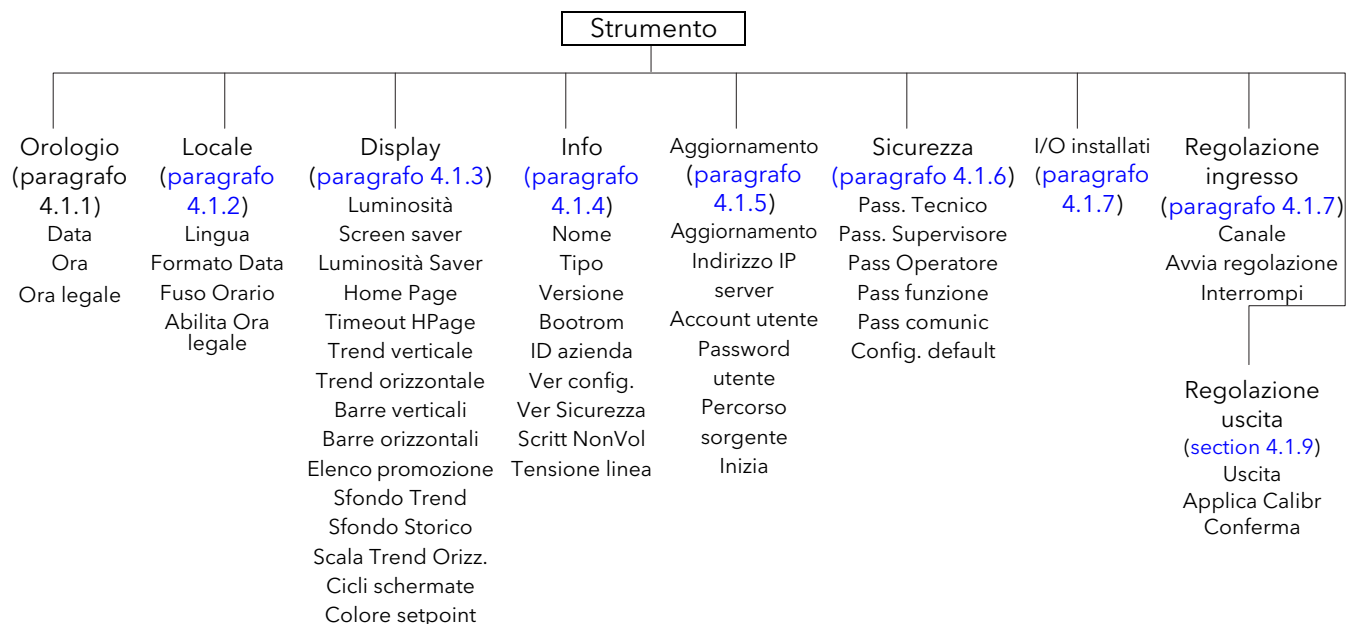 Strumento
Orologio
(paragrafo
4.1.1)
Data
Ora
Ora legale
Locale
(paragrafo
4.1.2)
Lingua
Formato Data
Fuso Orario
Abilita Ora
legale
Display
(paragrafo 4.1.3)
Luminosità
Screen saver
Luminosità Saver
Home Page
Timeout HPage
Trend verticale
Trend orizzontale
Barre verticali
Barre orizzontali
Elenco promozione
Sfondo Trend
Sfondo Storico
Scala Trend Orizz.
Cicli schermate
Colore setpoint
Info
(paragrafo
4.1.4)
Nome
Tipo
Versione
Bootrom
ID azienda
Ver config.
Ver Sicurezza
Scritt NonVol
Tensione linea
Aggiornamento
(paragrafo
4.1.5)
Aggiornamento
Indirizzo IP
server
Account utente
Password
utente
Percorso
sorgente
Inizia
Sicurezza
(paragrafo 4.1.6)
Pass. Tecnico
Pass. Supervisore
Pass Operatore
Pass funzione
Pass comunic
Config. default
I/O installati
(paragrafo
4.1.7)
Regolazione
ingresso
(paragrafo 4.1.7)
Canale
Avvia regolazione
Interrompi
Regolazione
uscita
(section 4.1.9)
Uscita
Applica Calibr
Conferma